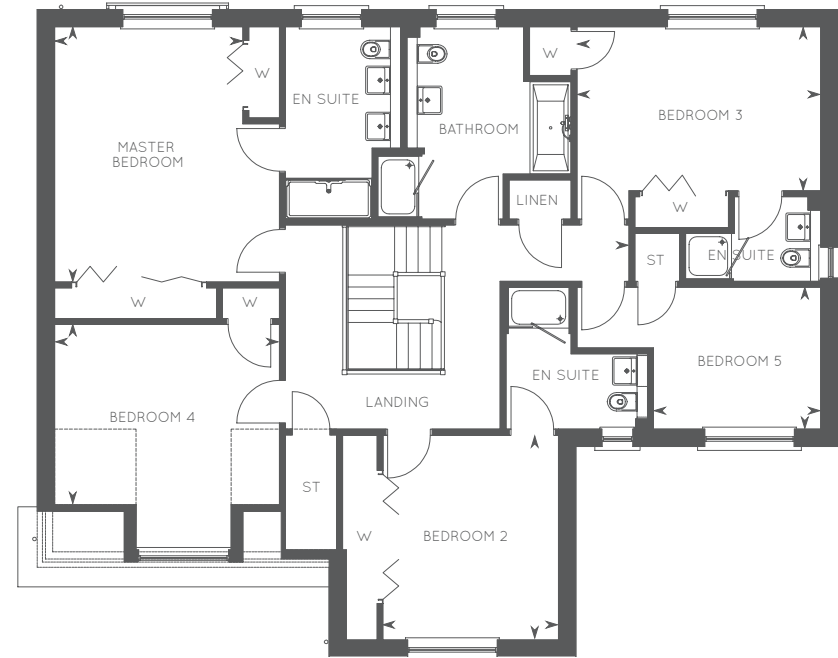 W
W
EN SUITE
BEDROOM 3
BATHROOM
MASTER
BEDROOM
LINEN
W
EN SUITE
ST
W
W
BEDROOM 5
EN SUITE
LANDING
BEDROOM 4
ST
W
BEDROOM 2